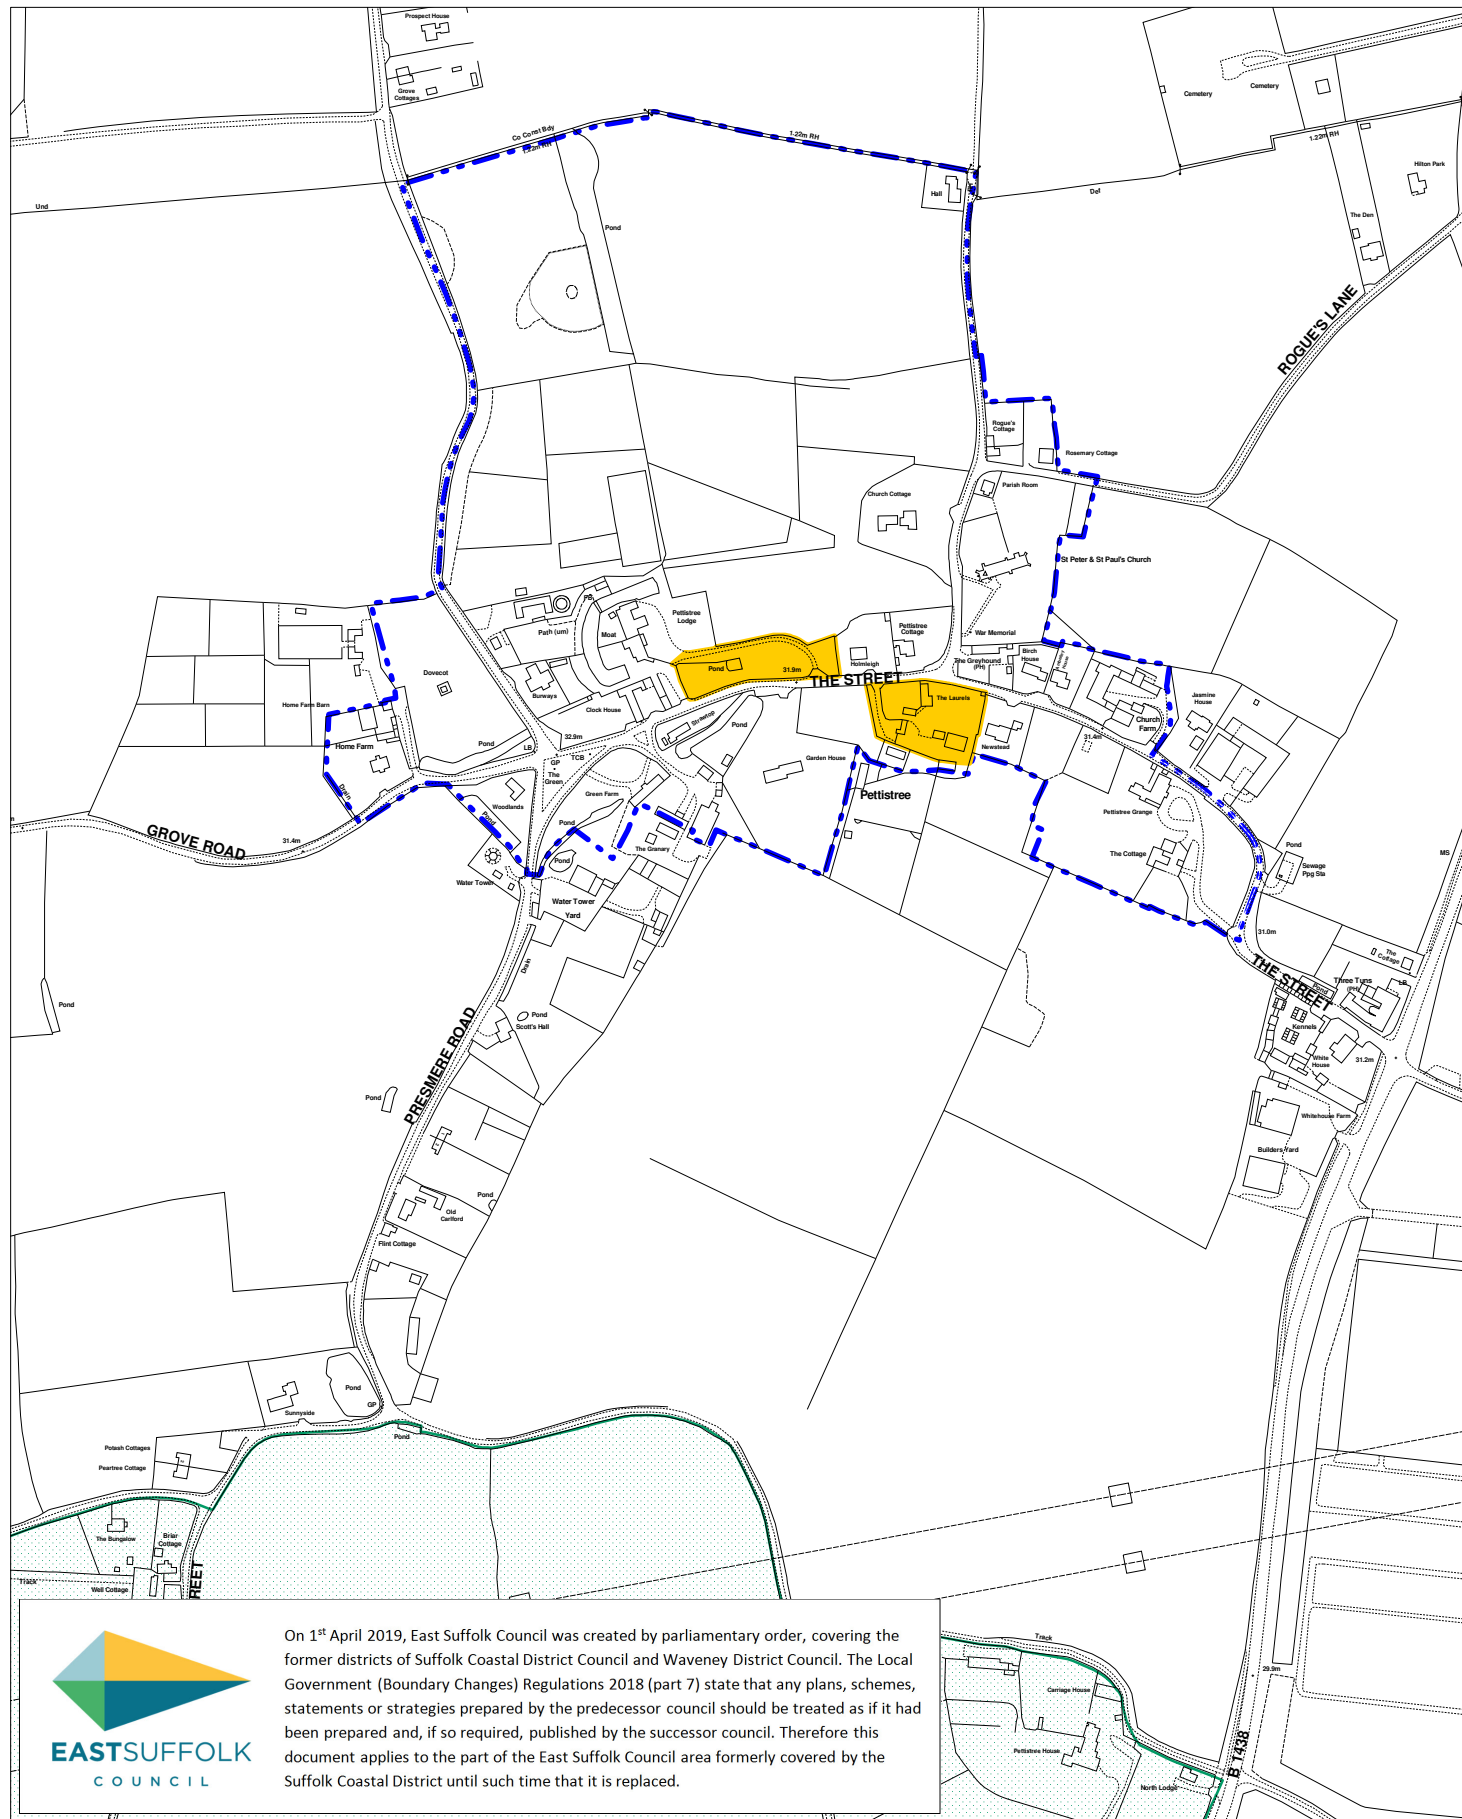 Prospect House
Grove
Cottages
Co Const Bdy
1.22m RH
1.22m RH
Cemetery
Cemetery
1.22m RH
Hilton Park
Hall
Def
Und
The Den
Pond
ROGUE'S LANE
Rogue's
Cottage
Rosemary Cottage
Church Cottage
Parish Room
St Peter & St Paul's Church
Pettistree
Lodge
Path (um)
Moat
Pettistree
Cottage
War Memorial
Dovecot
Pond
31.9m
Holmleigh
The Greyhound
(PH)
Birch
House
THE STREET
Burways
Clock House
The Laurels
Jasmine
House
Home Farm Barn
Strawtop
Pond
Church
Farm
Home Farm
Pond
LB
32.9m
GP
TCB
The
Green
Newstead
31.4m
Garden House
Drain
Woodlands
Green Farm
Pettistree
Pettistree Grange
Pond
Pond
GROVE ROAD
31.4m
The Granary
The Cottage
Pond
Sewage
Ppg Sta
MS
Pond
Water Tower
Water Tower
Yard
31.0m
Drain
The
Cottage
THE STREET
Pond
Three Tuns
(PH)
LB
Pond
Pond
Scott's Hall
Kennels
White
House
31.2m
PRESMERE ROAD
Pond
Whitehouse Farm
Builders Yard
Pond
Old
Carlford
Flint Cottage
Pond
GP
Sunnyside
Pond
Potash Cottages
Peartree Cottage
The Bungalow
Briar
Cottage
Track
Well Cottage
REET
Track
29.9m
Carriage House
Pettistree House
North Lodge
B 1438
EASTSUFFOLK
COUNCIL
On 1st April 2019, East Suffolk Council was created by parliamentary order, covering the
former districts of Suffolk Coastal District Council and Waveney District Council. The Local
Government (Boundary Changes) Regulations 2018 (part 7) state that any plans, schemes,
statements or strategies prepared by the predecessor council should be treated as if it had
been prepared and, if so required, published by the successor council. Therefore this
document applies to the part of the East Suffolk Council area formerly covered by the
Suffolk Coastal District until such time that it is replaced.